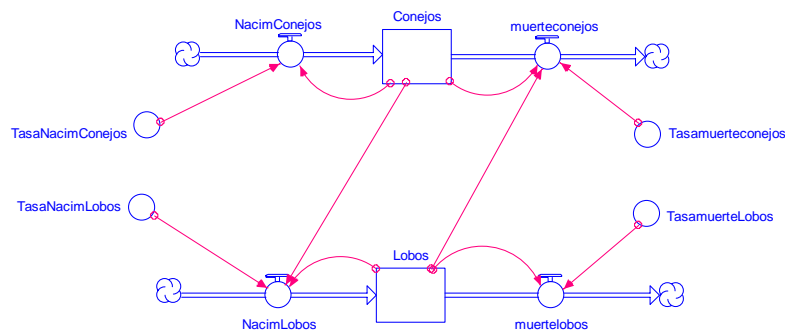 NacimConejos
Conejos
muerteconejos
TasaNacimConejos
Tasamuerteconejos
TasaNacimLobos
TasamuerteLobos
Lobos
NacimLobos
muertelobos